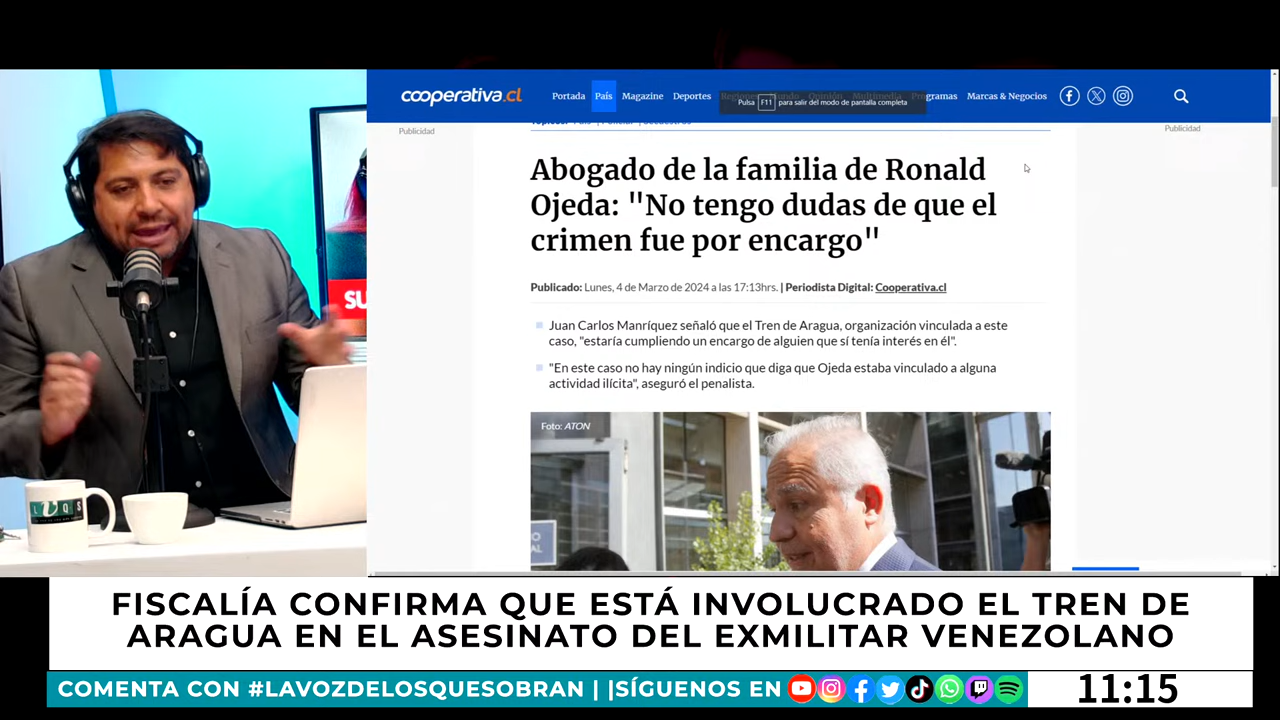 cooperativa.cl
Portada País Magazine Deportes Regiones Mundo Opinión Multimedia Programas Marcas & Negocios
Pulsa F11 para salir del modo de pantalla completa
Publicidad
Publicidad
Abogado de la familia de Ronald
Ojeda: "No tengo dudas de que el
crimen fue por encargo"
Publicado: Lunes, 4 de Marzo de 2024 a las 17:13hrs. | Periodista Digital: Cooperativa.cl
Juan Carlos Manríquez señaló que el Tren de Aragua, organización vinculada a este
caso, "estaría cumpliendo un encargo de alguien que sí tenía interés en él".
"En este caso no hay ningún indicio que diga que Ojeda estaba vinculado a alguna
actividad ilícita", aseguró el penalista.
Foto: ATON
SU
LVQS
FISCALÍA CONFIRMA QUE ESTÁ INVOLUCRADO EL TREN DE
ARAGUA EN EL ASESINATO DEL EXMILITAR VENEZOLANO
COMENTA CON #LAVOZDELOSQUESOBRAN | |SÍGUENOS EN
11:15